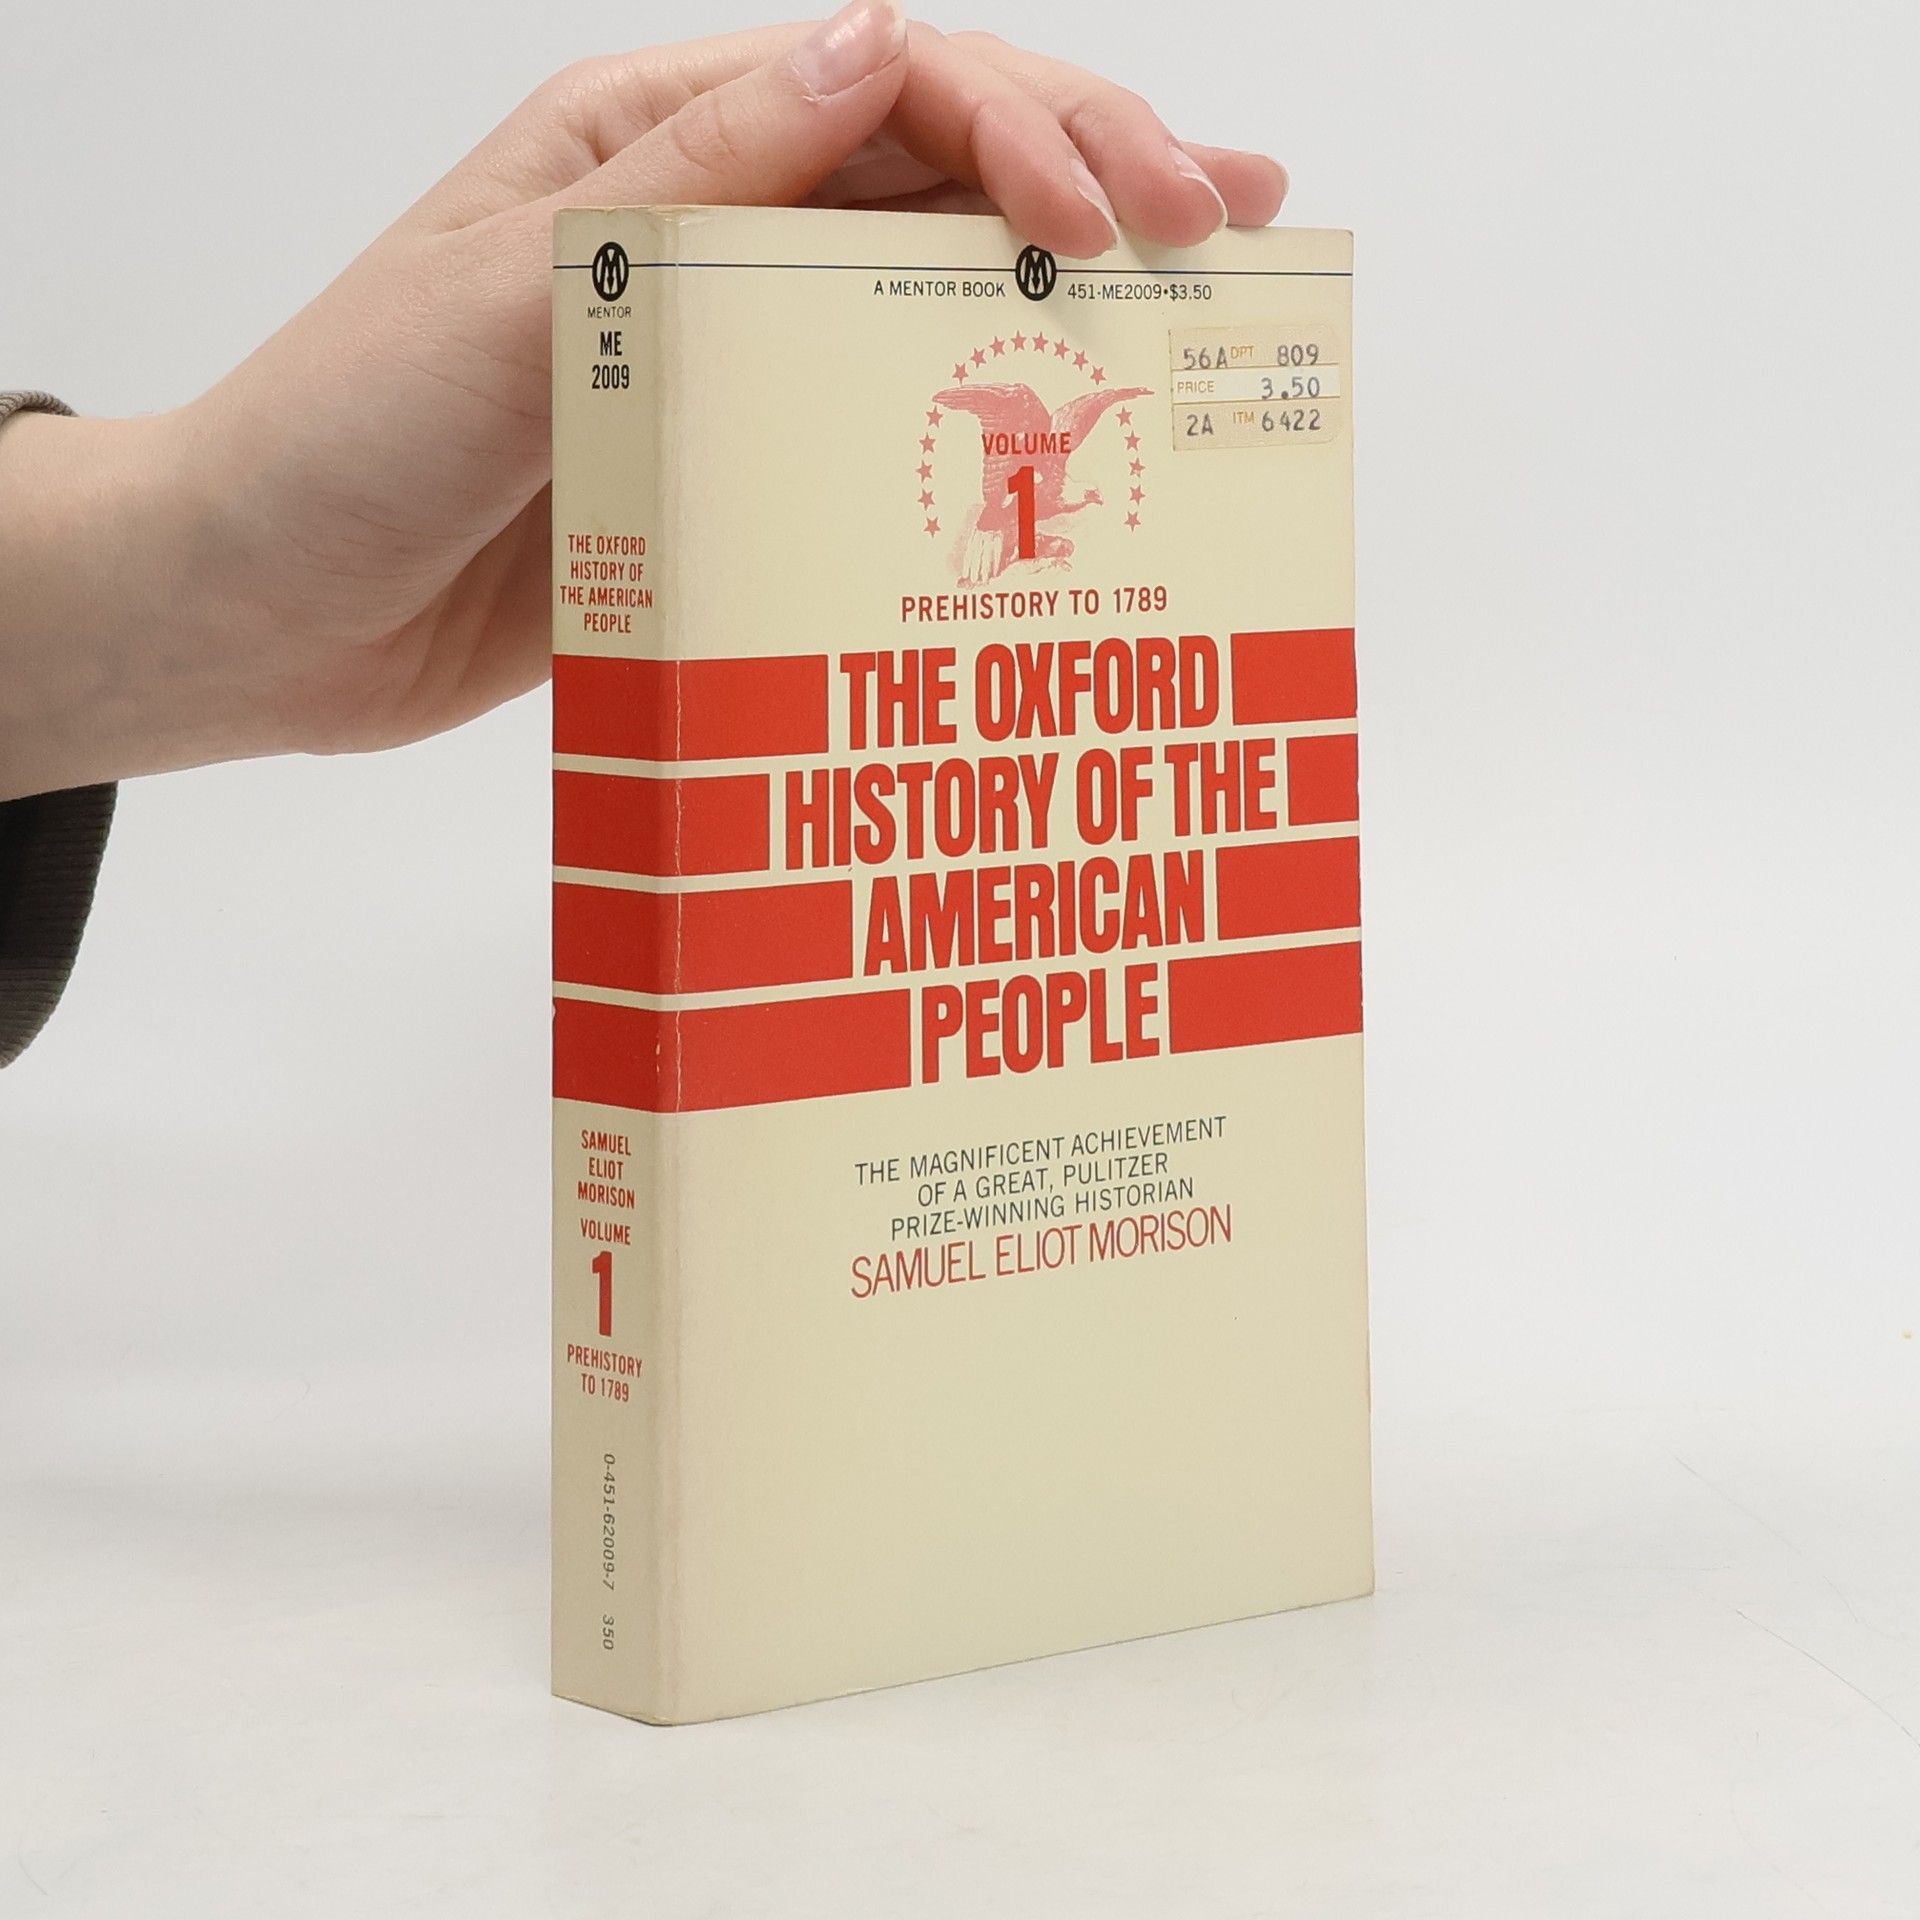 MENTOR
ME
2009
THE OXFORD
HISTORY OF
THE AMERICAN
PEOPLE
SAMUEL
ELIOT
MORISON
VOLUME
1
PREHISTORY
TO 1789
0-451-62009-7 350
A MENTOR BOOK M 451-ME2009•$3.50
56A DPT 809
PRICE 3.50
2A ITM 6422
VOLUME
1
PREHISTORY TO 1789
THE OXFORD
HISTORY OF THE
AMERICAN
PEOPLE
THE MAGNIFICENT ACHIEVEMENT
OF A GREAT, PULITZER
PRIZE-WINNING HISTORIAN
SAMUEL ELIOT MORISON